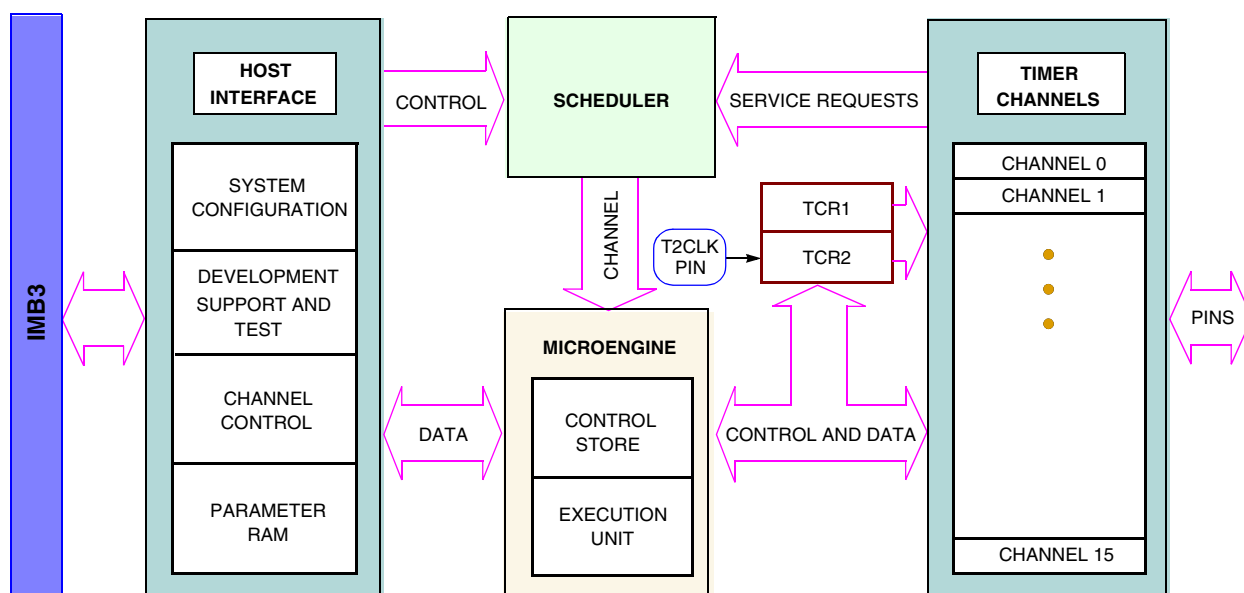 IMB3
HOST
INTERFACE
SYSTEM
CONFIGURATION
DEVELOPMENT
SUPPORT AND
TEST
CHANNEL
CONTROL
PARAMETER
RAM
CONTROL
DATA
SCHEDULER
CHANNEL
MICROENGINE
CONTROL
STORE
EXECUTION
UNIT
SERVICE REQUESTS
T2CLK
PIN
TCR1
TCR2
CONTROL AND DATA
TIMER
CHANNELS
CHANNEL 0
CHANNEL 1
CHANNEL 15
PINS